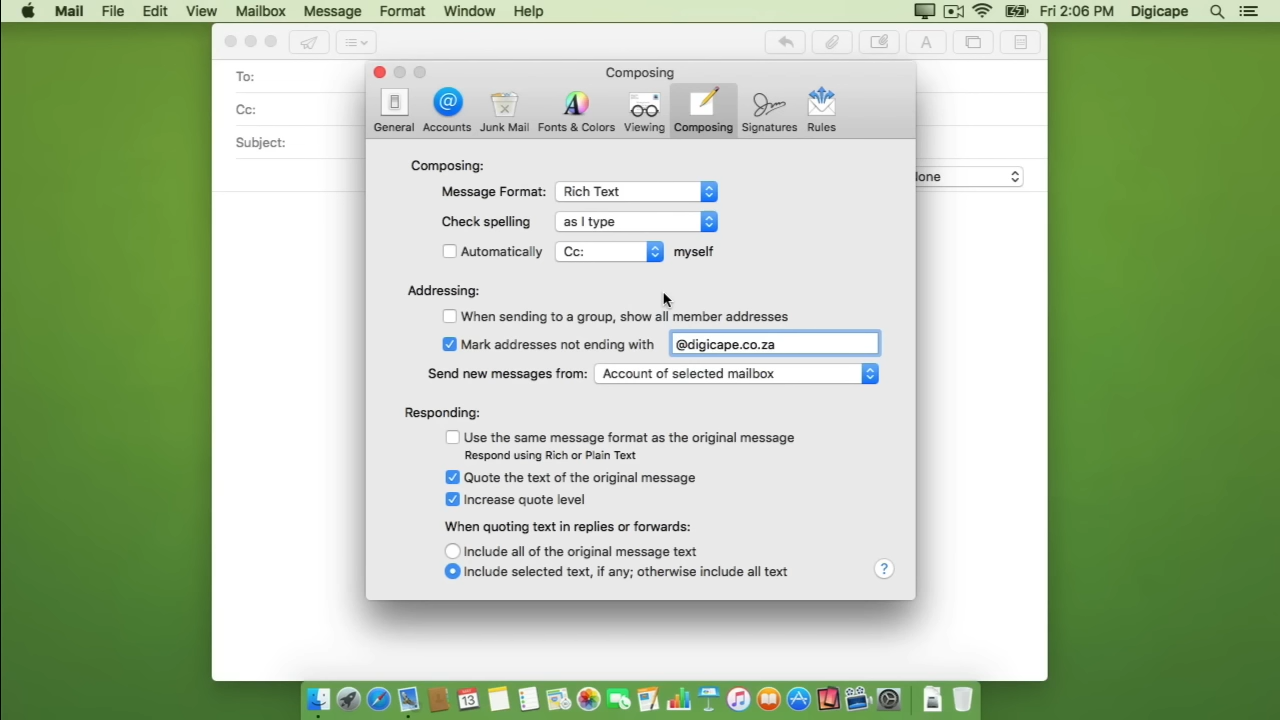 Mail File Edit View Mailbox Message Format Window Help Fri 2:06 PM Digicape
To:
Cc:
Subject:
Composing
General Accounts Junk Mail Fonts & Colors Viewing Composing Signatures Rules
Composing:
Message Format: Rich Text
lone
Check spelling as I type
Automatically Cc: myself
Addressing:
When sending to a group, show all member addresses
Mark addresses not ending with @digicape.co.za
Send new messages from: Account of selected mailbox
Responding:
Use the same message format as the original message
Respond using Rich or Plain Text
Quote the text of the original message
Increase quote level
When quoting text in replies or forwards:
Include all of the original message text
Include selected text, if any; otherwise include all text
?
13